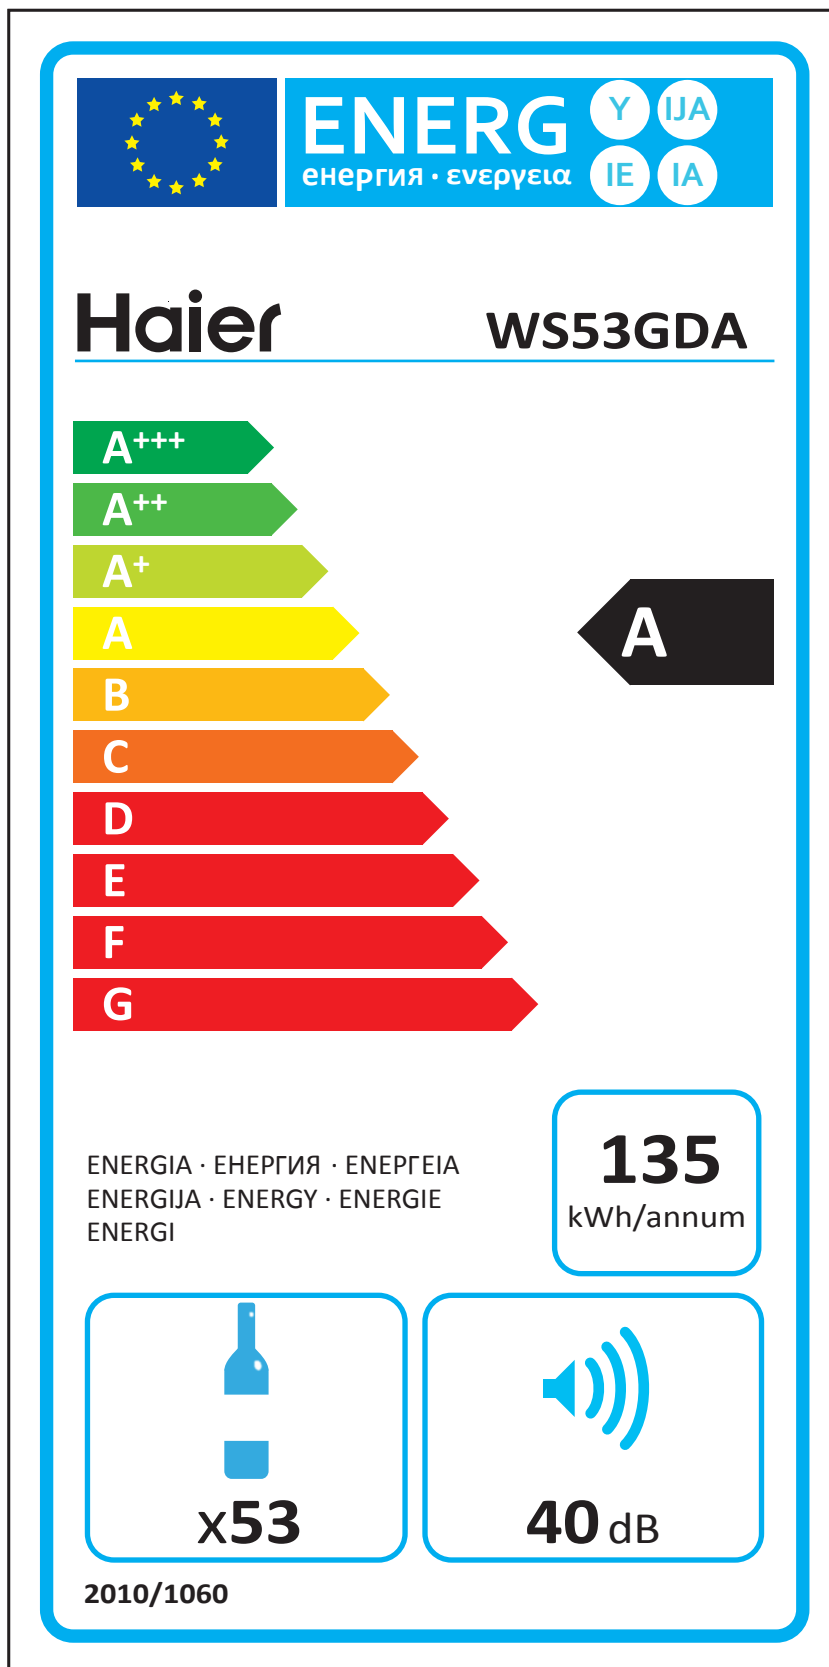 ENERG
енергия · ενεργεια
Y IJA
IE IA
Haier WS53GDA
A+++
A++
A+
A
A
B
C
D
E
F
G
ENERGIA · ЕНЕРГИЯ · ΕΝΕΡΓΕΙΑ
ENERGIJA · ENERGY · ENERGIE
ENERGI
135
kWh/annum
x53
40 dB
2010/1060